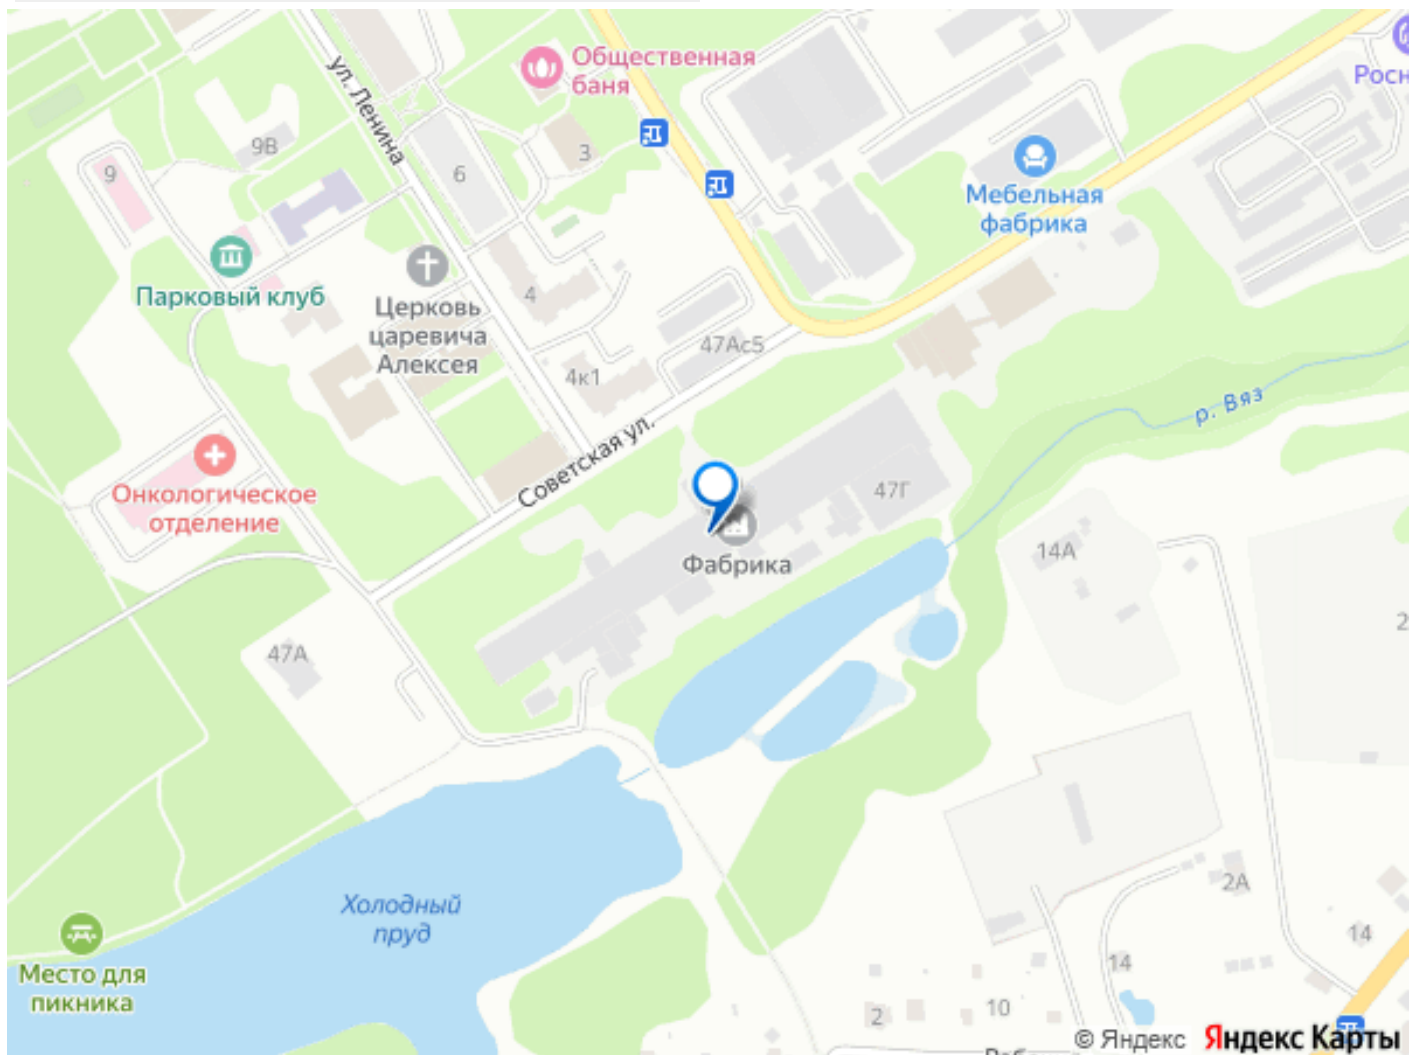 Общественная
баня
Росн
ул. Ленина
9В
9
6
3
Мебельная
фабрика
Парковый клуб
Церковь
царевича
Алексея
4
47Ас5
4к1
р. Вяз
Советская ул.
Онкологическое
отделение
47Г
Фабрика
14А
2
47А
Холодный
пруд
2А
14
Место для
пикника
14
10
2
© Яндекс Яндекс Карты